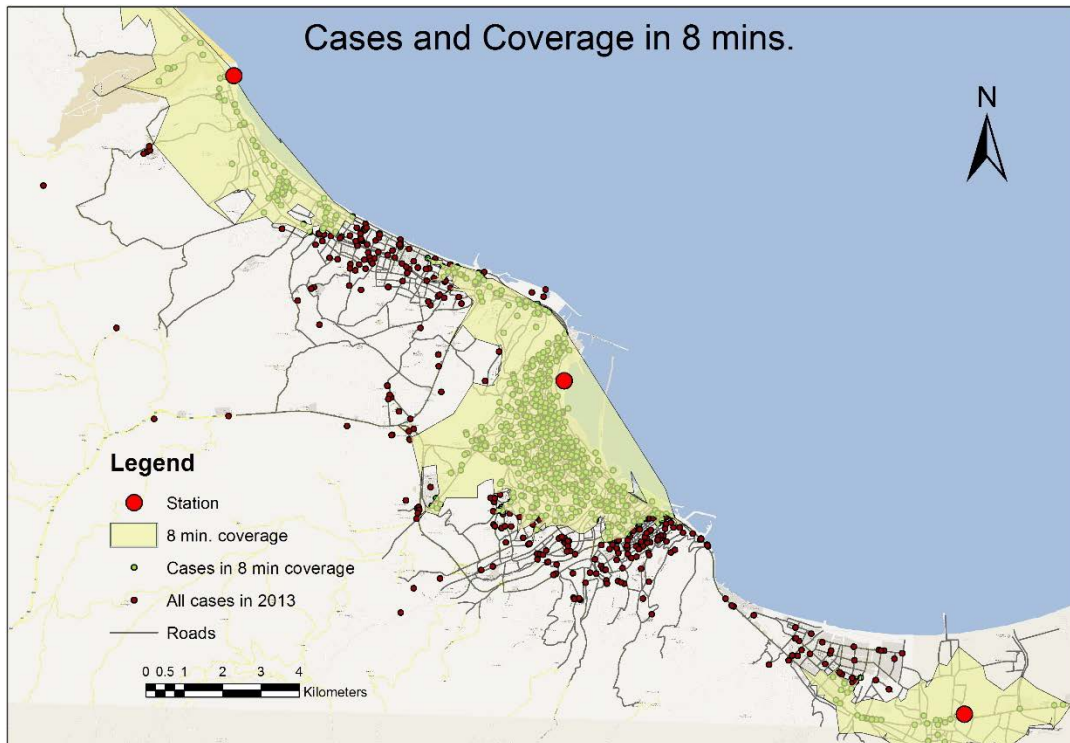 Cases and Coverage in 8 mins.
N
Legend
Station
8 min. coverage
Cases in 8 min coverage
All cases in 2013
Roads
0 0.5 1 2 3 4
Kilometers